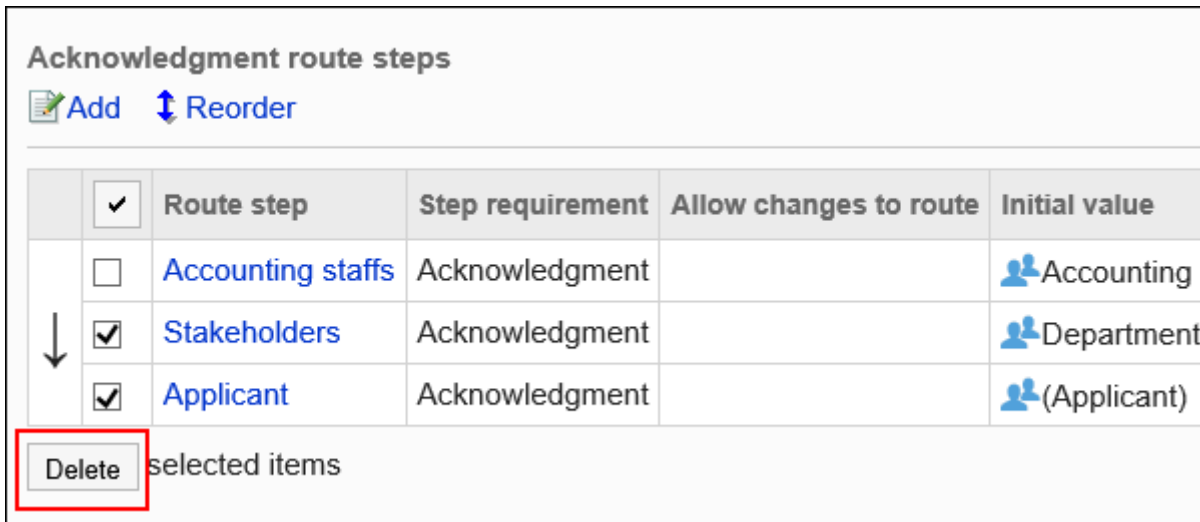 Acknowledgment route steps
Add Reorder
Route step Step requirement Allow changes to route Initial value
Accounting staffs Acknowledgment Accounting
Stakeholders Acknowledgment Department
Applicant Acknowledgment (Applicant)
Delete selected items